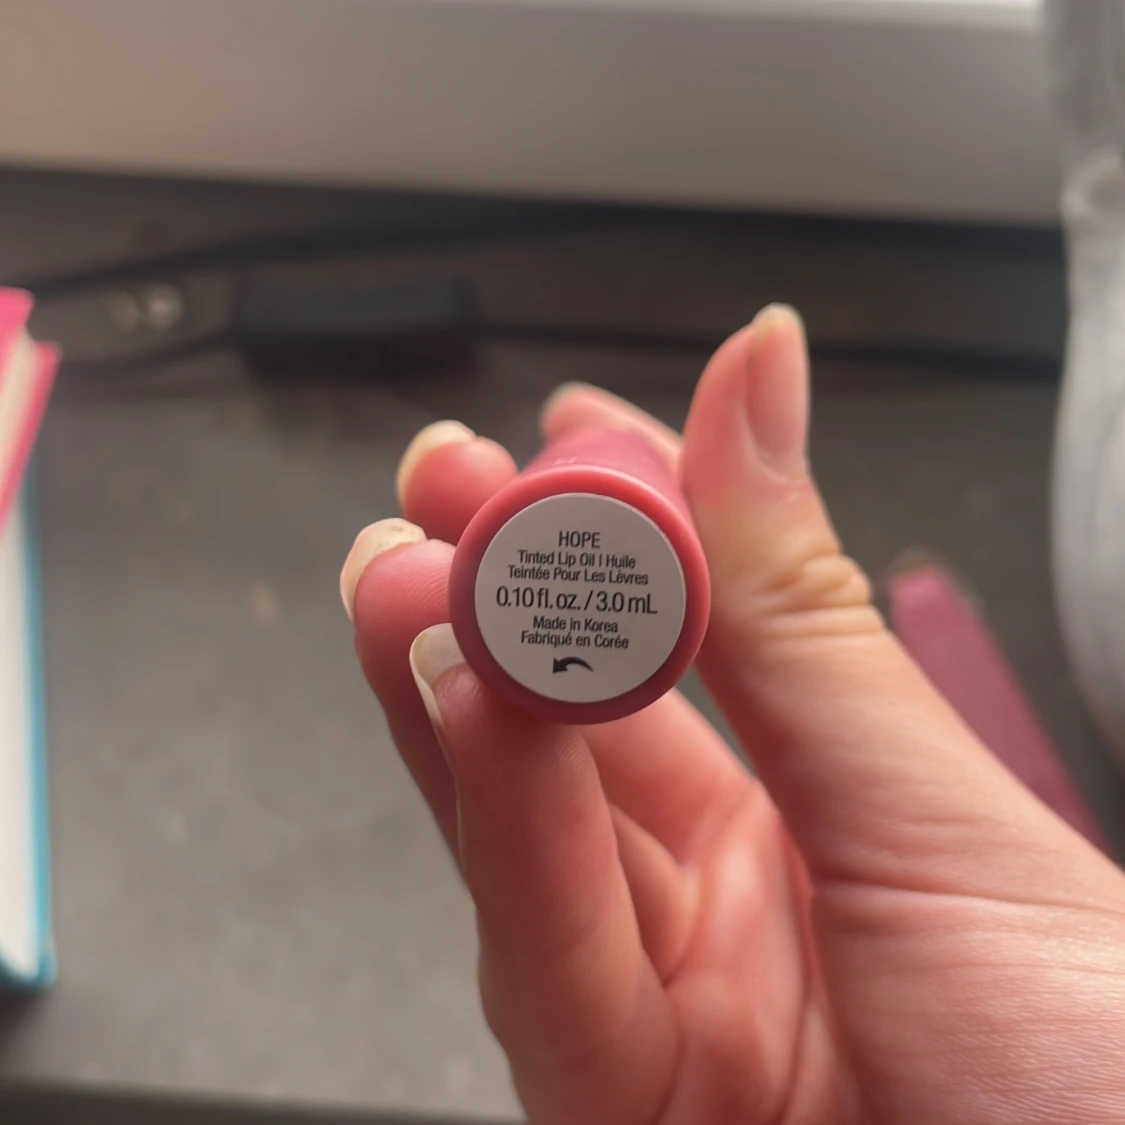 HOPE
Tinted Lip Oil | Huile
Teintée Pour Les Lèvres
0.10 fl. oz. / 3.0 mL
Made in Korea
Fabriqué en Corée